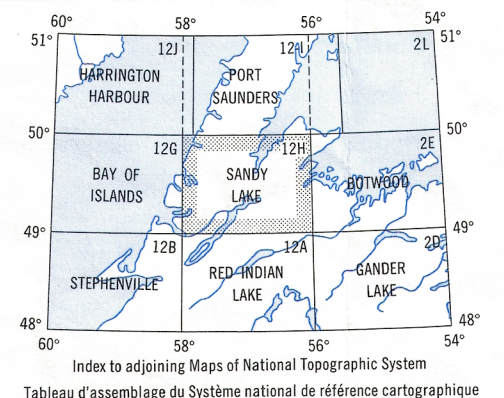 60° 58° 56° 54°
51° 12J 12-I 2L 51°
HARRINGTON PORT
HARBOUR SAUNDERS
50° 50°
12G 12H 2E
BAY OF SANDY BOTWOOD
ISLANDS LAKE
49° 49°
12B 12A 2D
STEPHENVILLE RED INDIAN GANDER
LAKE LAKE
48° 48°
60° 58° 56° 54°
Index to adjoining Maps of National Topographic System
Tableau d'assemblage du Système national de référence cartographique